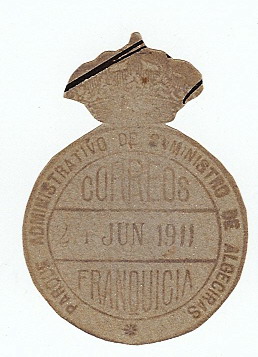 PARQUE ADMINISTRATIVO DE SUMINISTRO DE ALGECIRAS
CORREOS
JUN 1911
FRANQUICIA